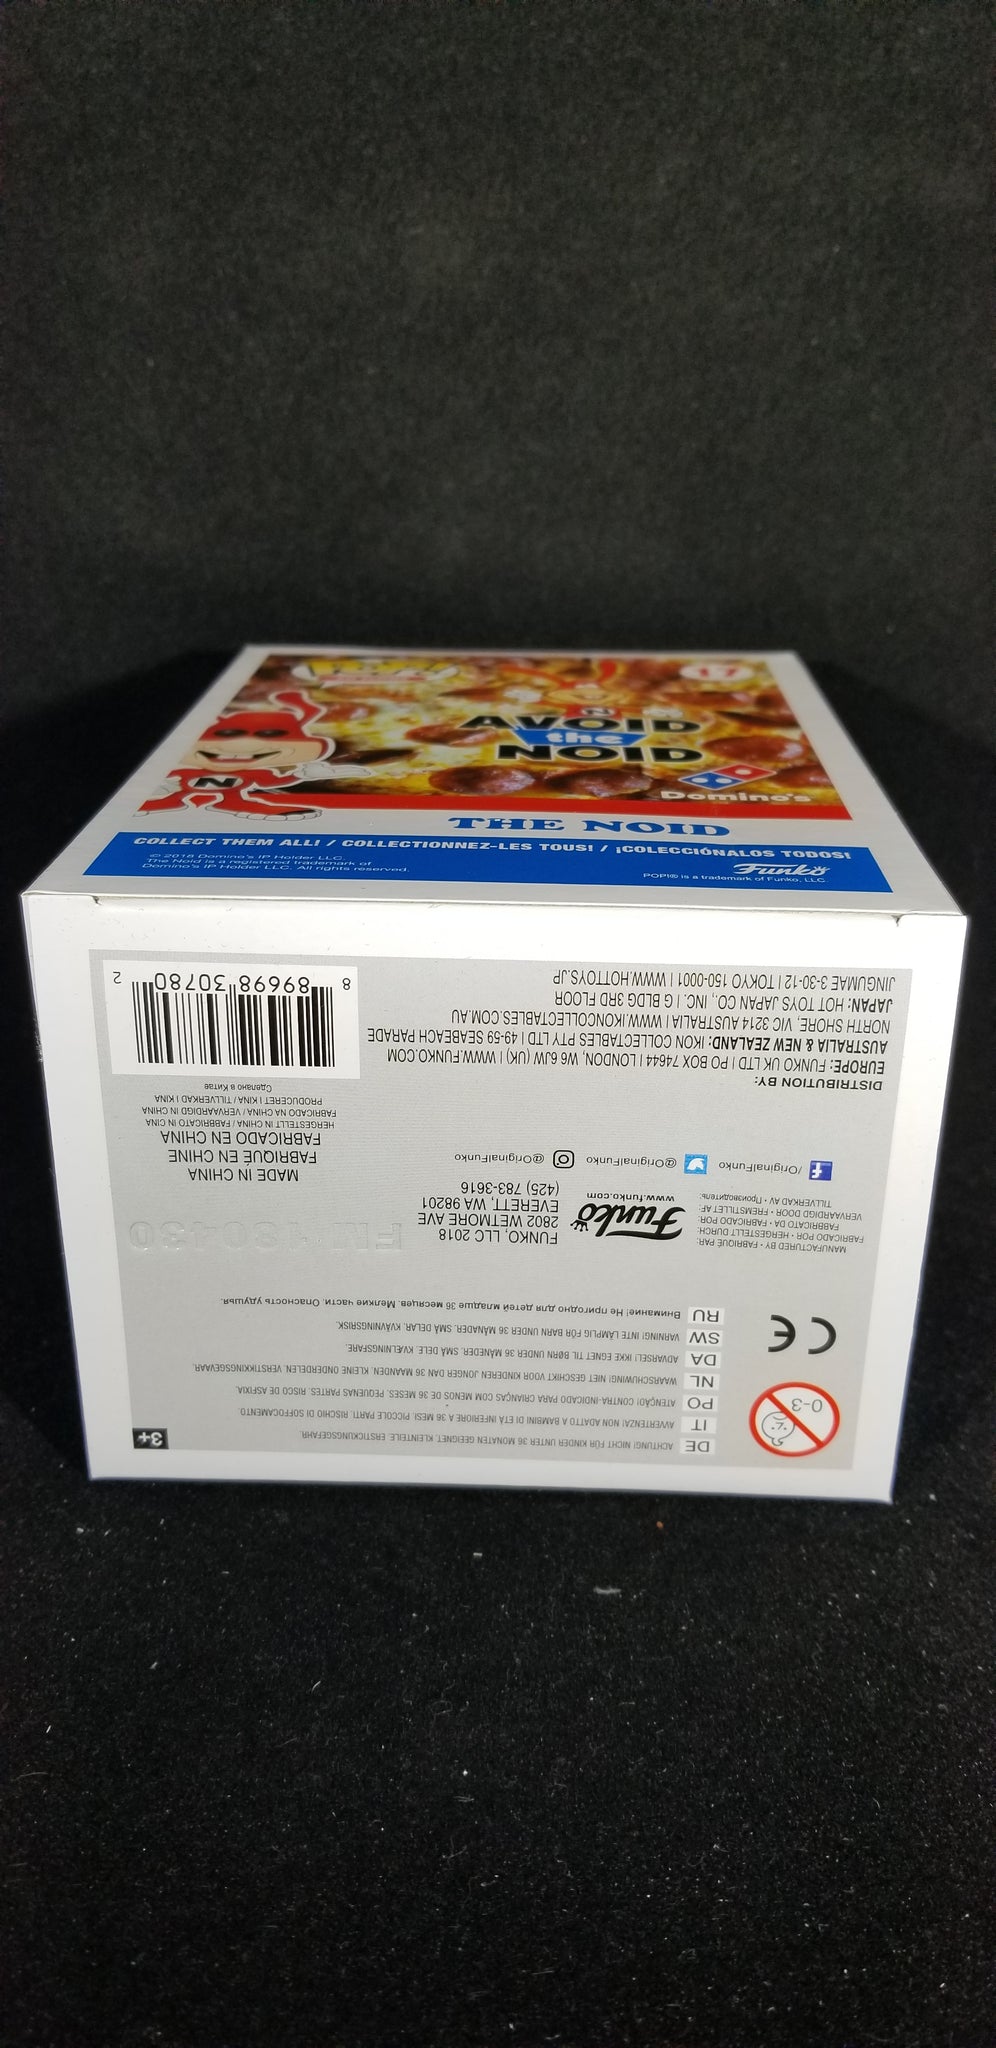 POP!
17
AVOID
the
NOID
N
N
Domino's
THE NOID
COLLECT THEM ALL! / COLLECTIONNEZ-LES TOUS! / ¡COLECCIÓNALOS TODOS!
© 2018 Domino's IP Holder LLC.
The Noid is a registered trademark of
Domino's IP Holder LLC. All rights reserved.
Funko
POP!® is a trademark of Funko, LLC
DE ACHTUNG! NICHT FÜR KINDER UNTER 36 MONATEN GEEIGNET. KLEINTEILE. ERSTICKUNGSGEFAHR.
IT AVVERTENZA! NON ADATTO A BAMBINI DI ETÀ INFERIORE A 36 MESI. PICCOLE PARTI. RISCHIO DI SOFFOCAMENTO.
PO ATENÇÃO! CONTRA-INDICADO PARA CRIANÇAS COM MENOS DE 36 MESES. PEQUENAS PARTES. RISCO DE ASFIXIA.
NL WAARSCHUWING! NIET GESCHIKT VOOR KINDEREN JONGER DAN 36 MAANDEN. KLEINE ONDERDELEN. VERSTIKKINGSGEVAAR.
DA ADVARSEL! IKKE EGNET TIL BØRN UNDER 36 MÅNEDER. SMÅ DELE. KVÆLNINGSFARE.
SW VARNING! INTE LÄMPLIG FÖR BARN UNDER 36 MÅNADER. SMÅ DELAR. KVÄVNINGSRISK.
RU Внимание! Не пригодно для детей младше 36 месяцев. Мелкие части. Опасность удушья.
0-3
3+
CE
MANUFACTURED BY • FABRIQUÉ PAR:
FABRICADO POR • HERGESTELLT DURCH:
FABBRICATO DA • FABRICADO POR:
VERVAARDIGD DOOR • FREMSTILLET AF:
TILLVERKAD AV • Производитель:
Funko
www.funko.com
FUNKO, LLC 2018
2802 WETMORE AVE
EVERETT, WA 98201
(425) 783-3616
/OriginalFunko @OriginalFunko @OriginalFunko
MADE IN CHINA
FABRIQUÉ EN CHINE
FABRICADO EN CHINA
HERGESTELLT IN CHINA / FABBRICATO IN CINA
FABRICADO NA CHINA / VERVAARDIGD IN CHINA
PRODUCERET I KINA / TILLVERKAD I KINA
Сделано в Китае
DISTRIBUTION BY:
EUROPE: FUNKO UK LTD | PO BOX 74644 | LONDON, W6 6JW (UK) | WWW.FUNKO.COM
AUSTRALIA & NEW ZEALAND: IKON COLLECTABLES PTY LTD | 49-69 SEABEACH PARADE
NORTH SHORE, VIC 3214 AUSTRALIA | WWW.IKONCOLLECTABLES.COM.AU
JAPAN: HOT TOYS JAPAN CO., INC. | G BLDG 3RD FLOOR
JINGUMAE 3-30-12 | TOKYO 150-0001 | WWW.HOTTOYS.JP
8 89698 30780 2